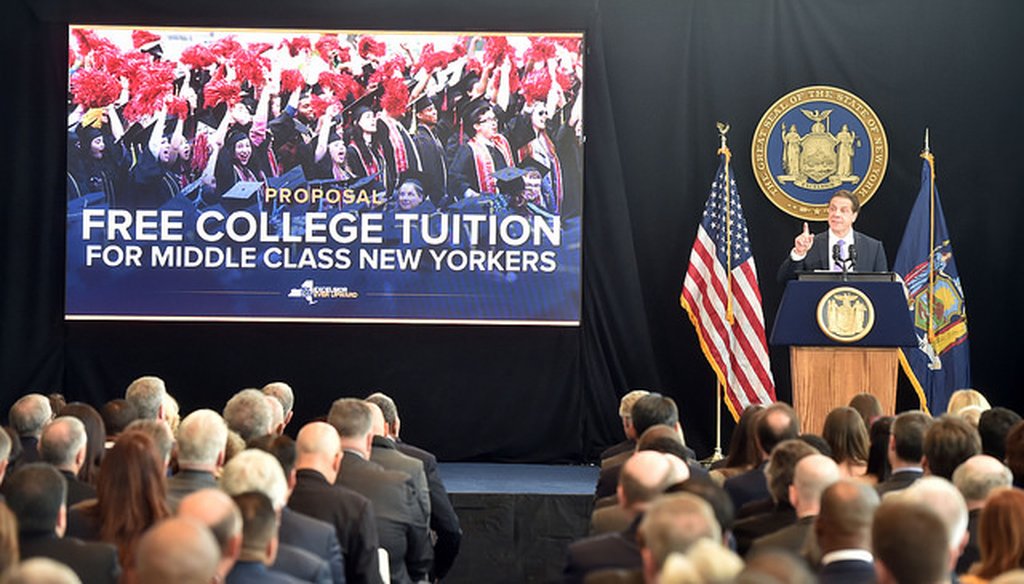 PROPOSAL
FREE COLLEGE TUITION
FOR MIDDLE CLASS NEW YORKERS
EXCELSIOR
EVER UPWARD
THE GREAT SEAL OF THE STATE OF NEW YORK